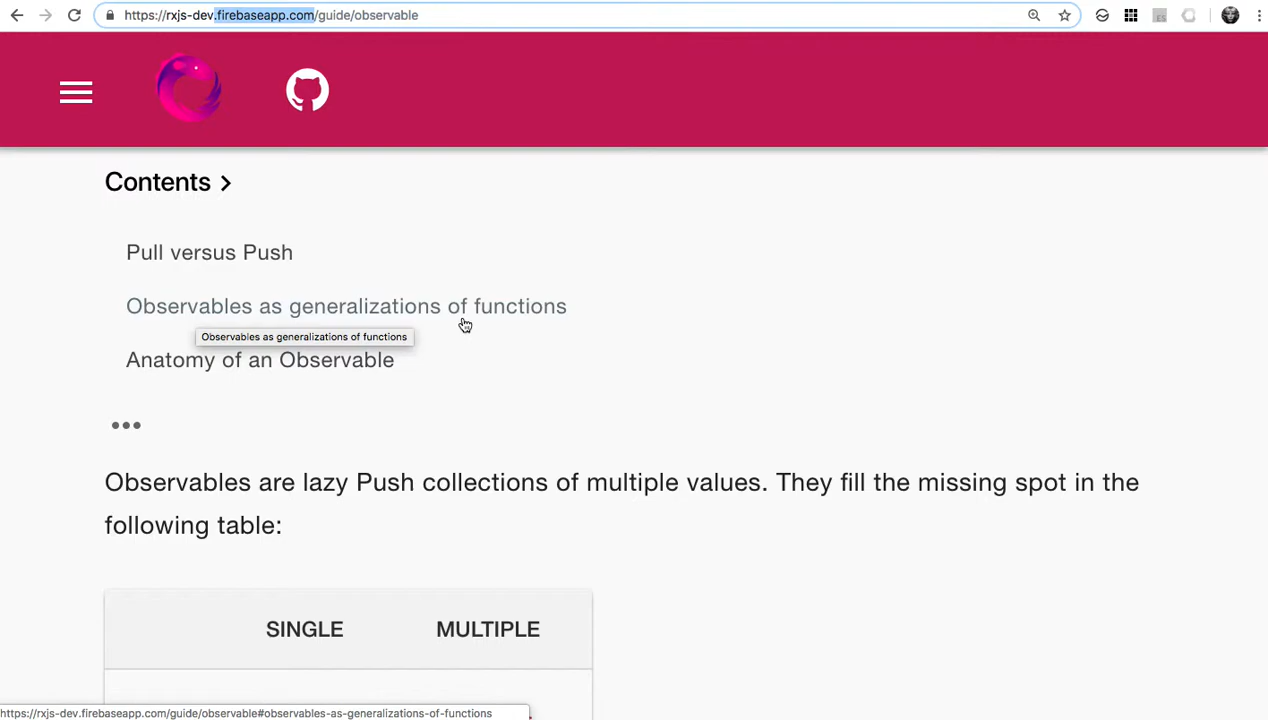 https://rxjs-dev.firebaseapp.com/guide/observable
Contents
Pull versus Push
Observables as generalizations of functions
Observables as generalizations of functions
Anatomy of an Observable
Observables are lazy Push collections of multiple values. They fill the missing spot in the
following table:
SINGLE MULTIPLE
https://rxjs-dev.firebaseapp.com/guide/observable#observables-as-generalizations-of-functions